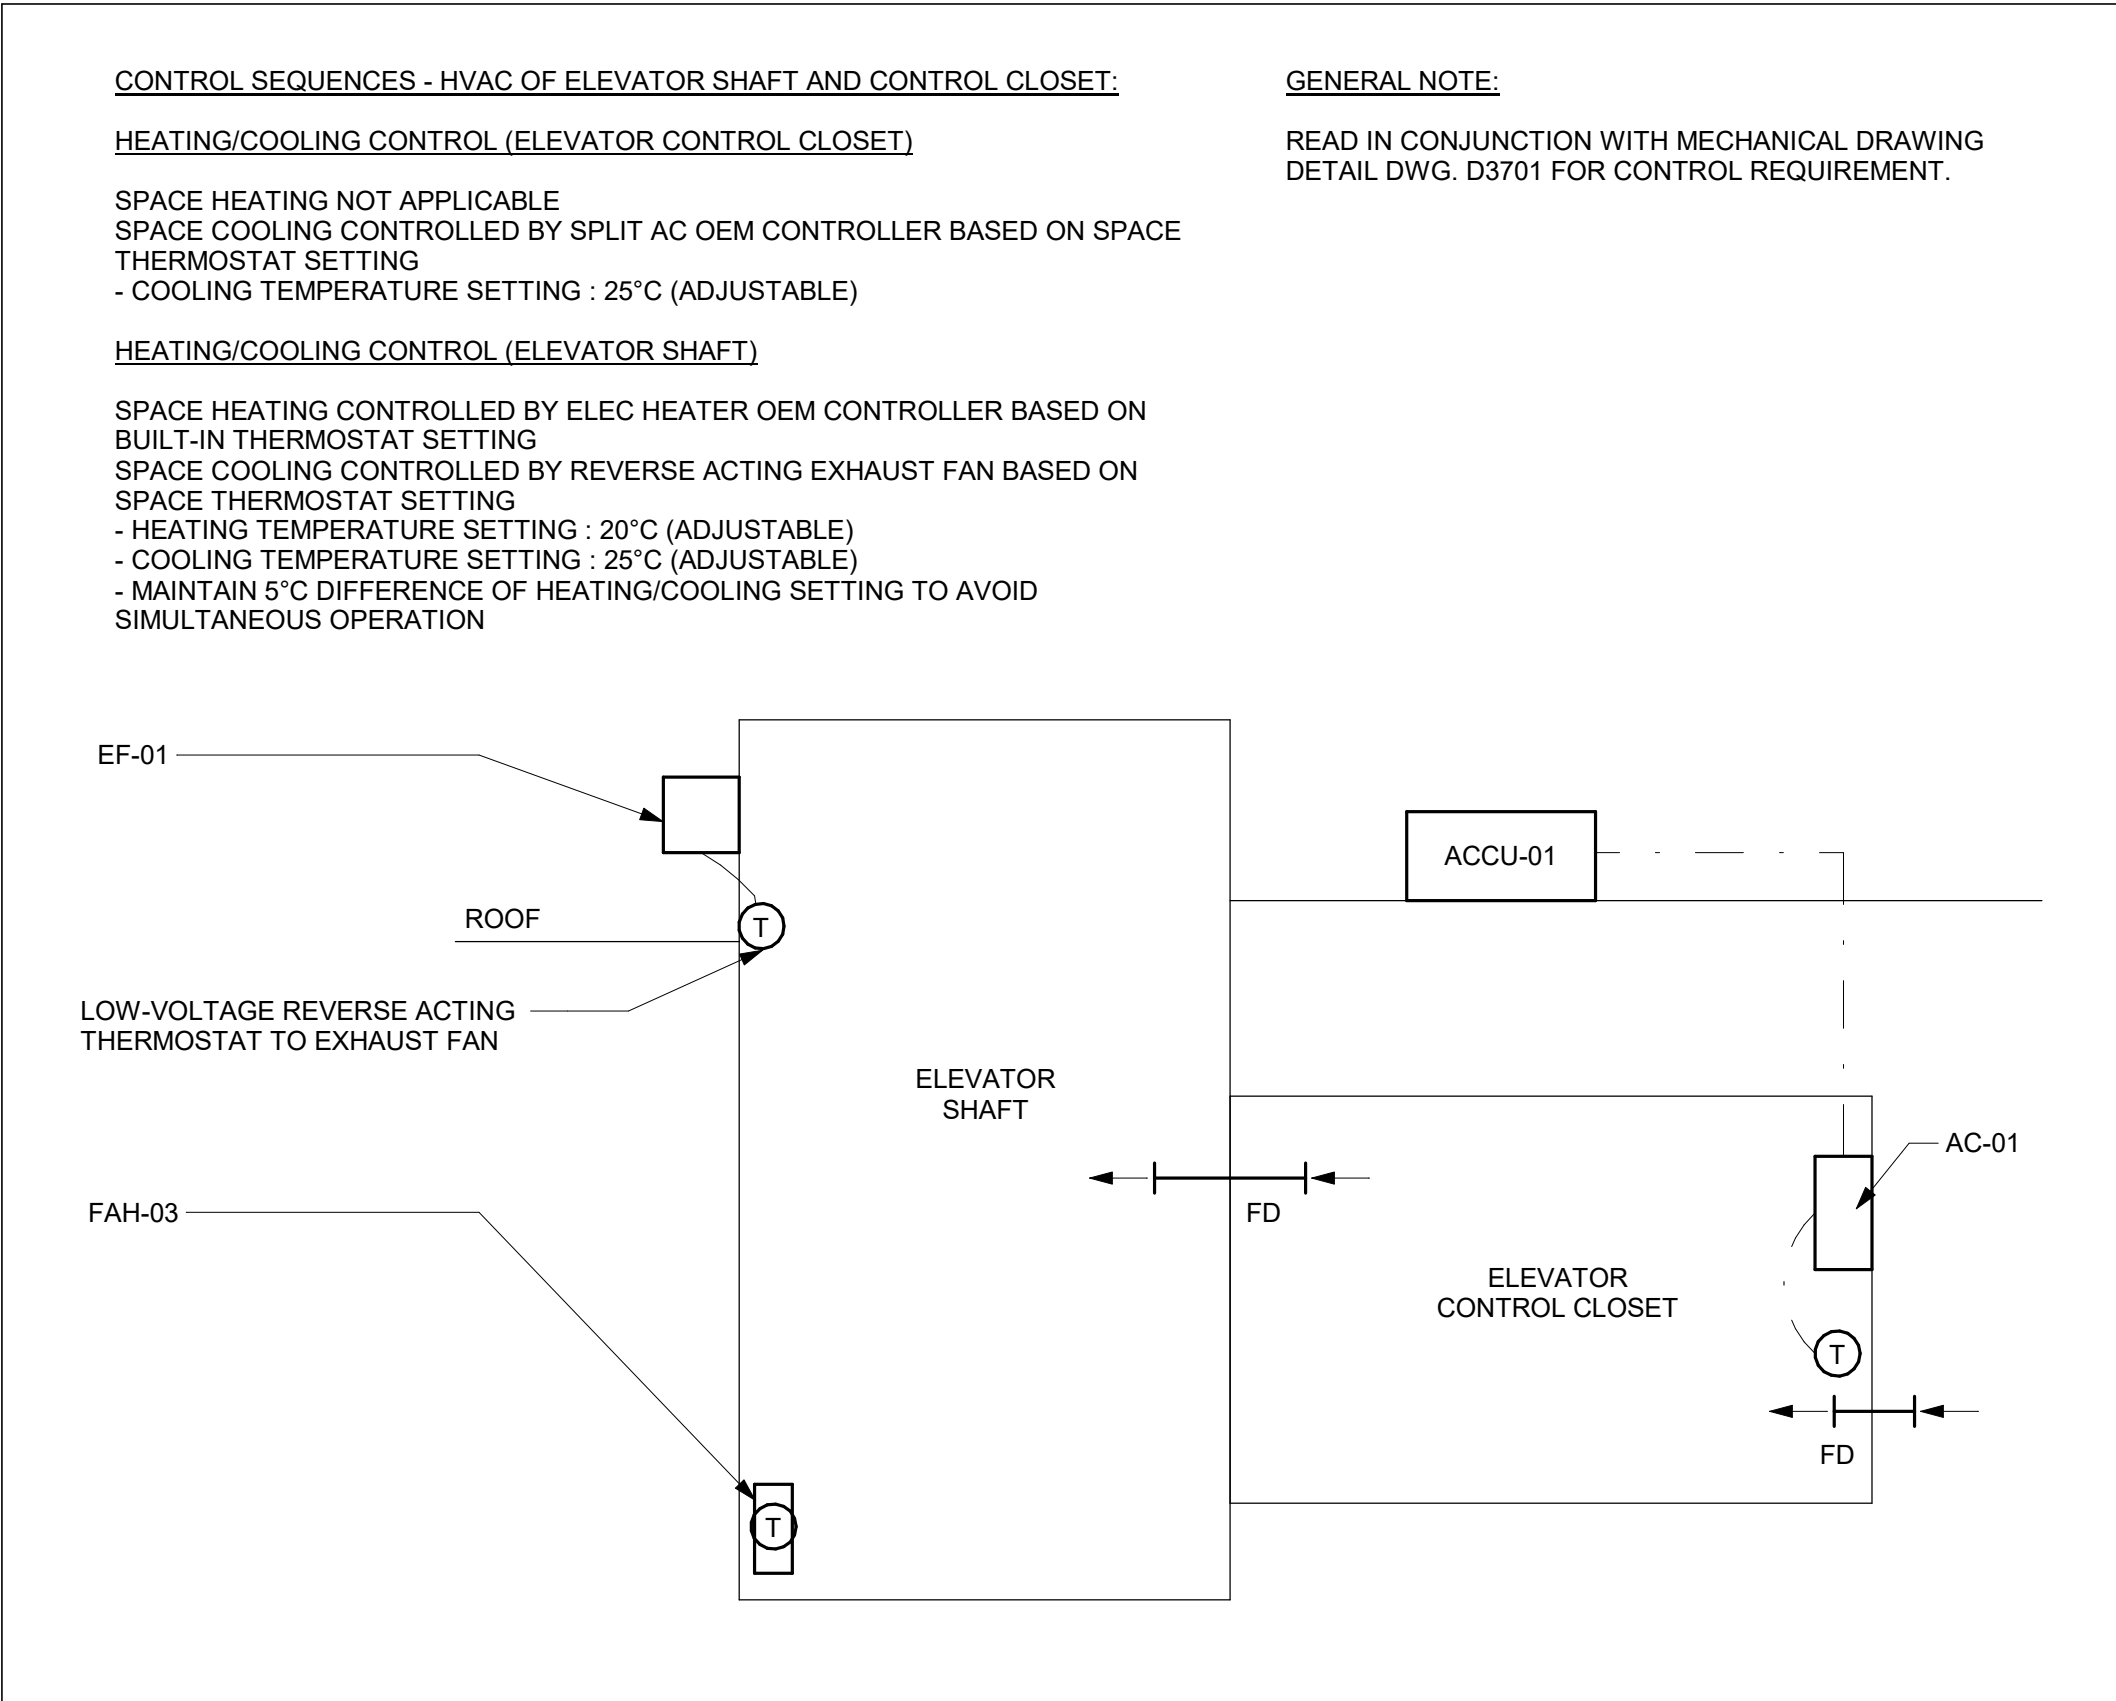 CONTROL SEQUENCES - HVAC OF ELEVATOR SHAFT AND CONTROL CLOSET:
HEATING/COOLING CONTROL (ELEVATOR CONTROL CLOSET)
SPACE HEATING NOT APPLICABLE
SPACE COOLING CONTROLLED BY SPLIT AC OEM CONTROLLER BASED ON SPACE
THERMOSTAT SETTING
- COOLING TEMPERATURE SETTING : 25°C (ADJUSTABLE)
HEATING/COOLING CONTROL (ELEVATOR SHAFT)
SPACE HEATING CONTROLLED BY ELEC HEATER OEM CONTROLLER BASED ON
BUILT-IN THERMOSTAT SETTING
SPACE COOLING CONTROLLED BY REVERSE ACTING EXHAUST FAN BASED ON
SPACE THERMOSTAT SETTING
- HEATING TEMPERATURE SETTING : 20°C (ADJUSTABLE)
- COOLING TEMPERATURE SETTING : 25°C (ADJUSTABLE)
- MAINTAIN 5°C DIFFERENCE OF HEATING/COOLING SETTING TO AVOID
SIMULTANEOUS OPERATION
GENERAL NOTE:
READ IN CONJUNCTION WITH MECHANICAL DRAWING
DETAIL DWG. D3701 FOR CONTROL REQUIREMENT.
EF-01
ACCU-01
ROOF
T
LOW-VOLTAGE REVERSE ACTING
THERMOSTAT TO EXHAUST FAN
ELEVATOR
SHAFT
AC-01
FAH-03
FD
ELEVATOR
CONTROL CLOSET
T
FD
T